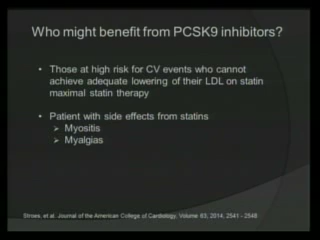 Who might benefit from PCSK9 inhibitors?
• Those at high risk for CV events who cannot
achieve adequate lowering of their LDL on statin
maximal statin therapy
• Patient with side effects from statins
➢ Myositis
➢ Myalgias
Stroes, et al. Journal of the American College of Cardiology, Volume 63, 2014, 2541 - 2548